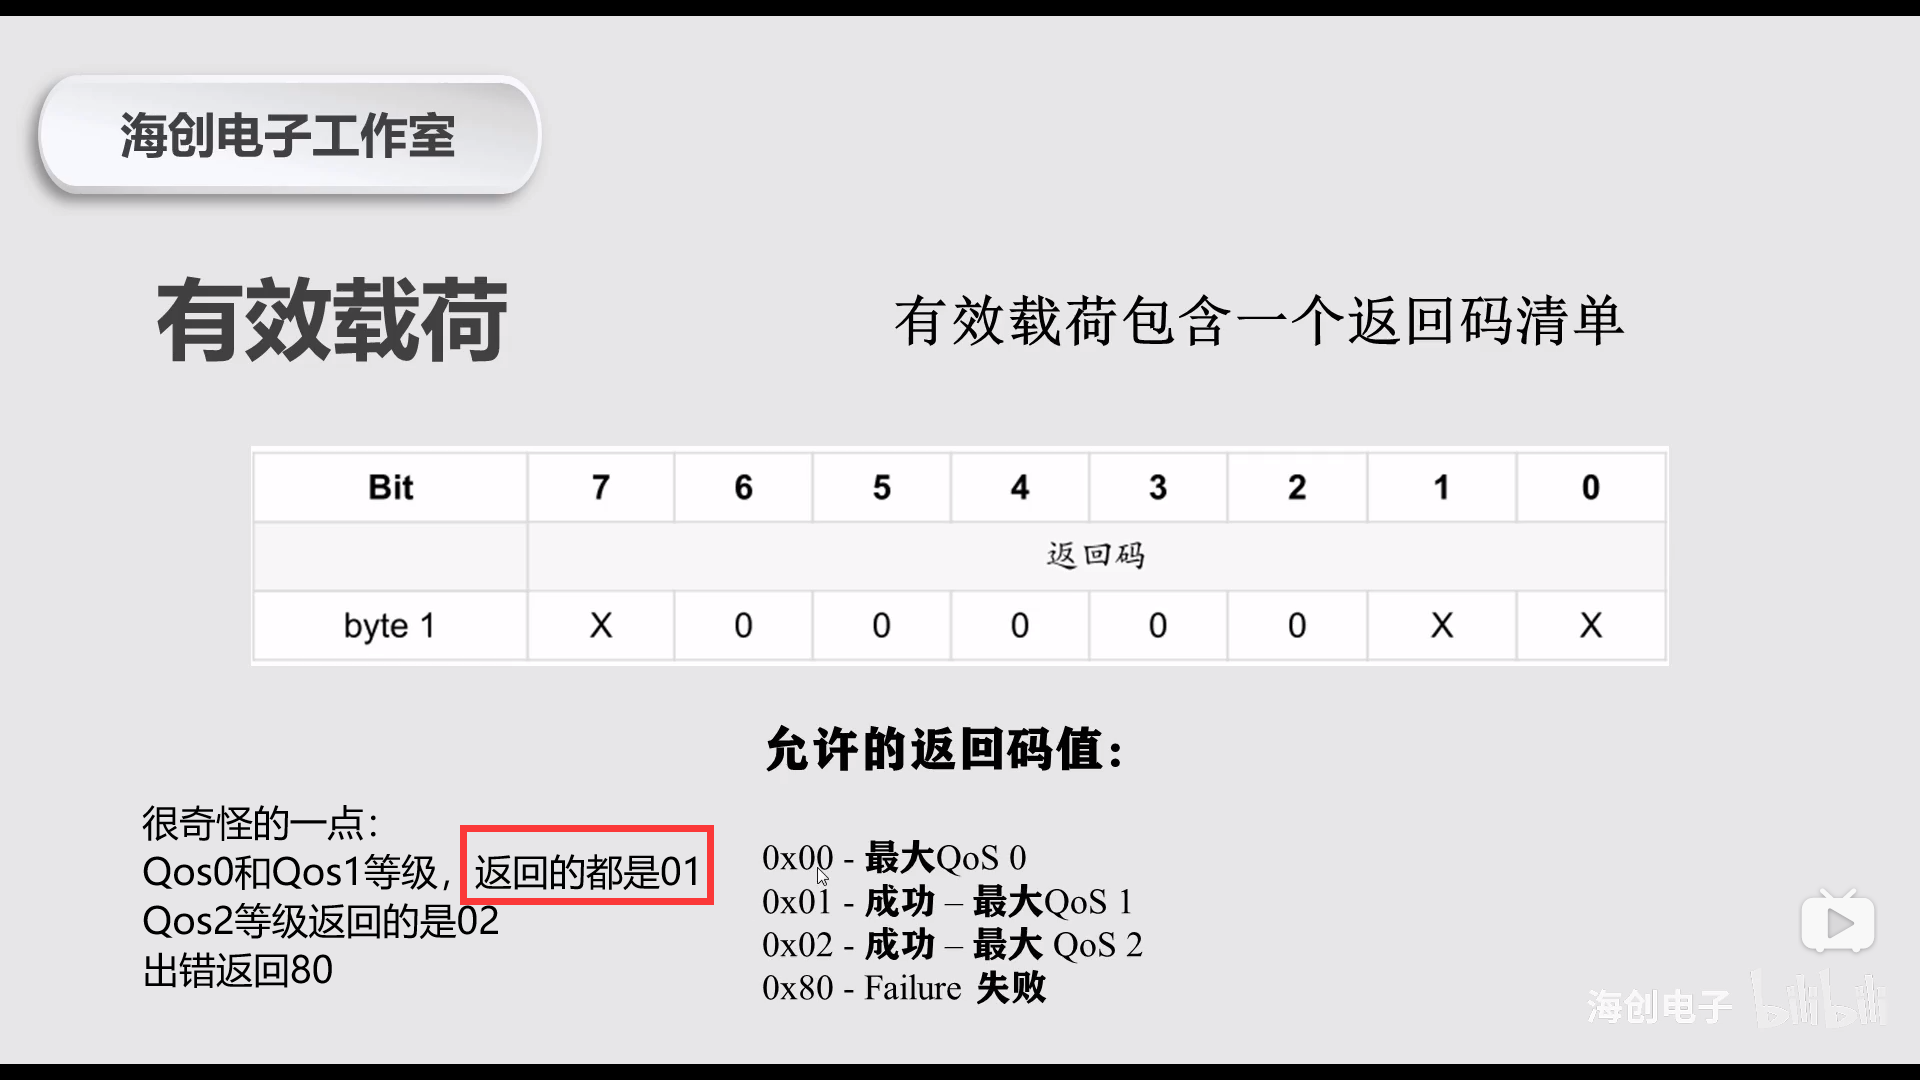 海创电子工作室
有效载荷
有效载荷包含一个返回码清单
Bit 7 6 5 4 3 2 1 0
返回码
byte 1 X 0 0 0 0 0 X X
允许的返回码值：
很奇怪的一点：
Qos0和Qos1等级，返回的都是01
Qos2等级返回的是02
出错返回80
0x00 - 最大QoS 0
0x01 - 成功 – 最大QoS 1
0x02 - 成功 – 最大 QoS 2
0x80 - Failure 失败
海创电子 bilibili